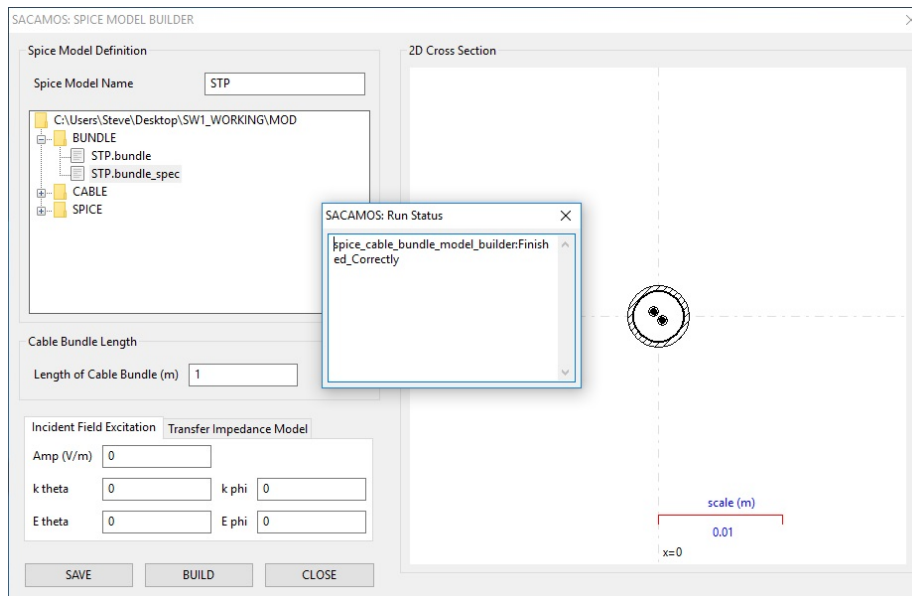 SACAMOS: SPICE MODEL BUILDER
Spice Model Definition
Spice Model Name
STP
C:\Users\Steve\Desktop\SW1_WORKING\MOD
BUNDLE
STP.bundle
STP.bundle_spec
CABLE
SPICE
Cable Bundle Length
Length of Cable Bundle (m)
1
Incident Field Excitation
Transfer Impedance Model
Amp (V/m)
0
k theta
0
k phi
0
E theta
0
E phi
0
SAVE
BUILD
CLOSE
SACAMOS: Run Status
spice_cable_bundle_model_builder:Finish
ed_Correctly
2D Cross Section
scale (m)
0.01
x=0